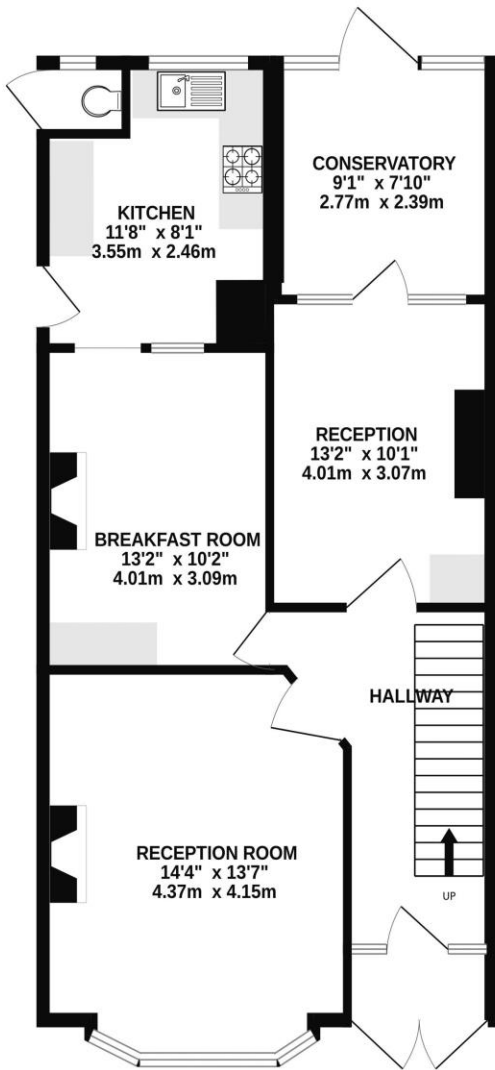 CONSERVATORY
9'1" x 7'10"
2.77m x 2.39m
KITCHEN
11'8" x 8'1"
3.55m x 2.46m
RECEPTION
13'2" x 10'1"
4.01m x 3.07m
BREAKFAST ROOM
13'2" x 10'2"
4.01m x 3.09m
HALLWAY
RECEPTION ROOM
14'4" x 13'7"
4.37m x 4.15m
UP